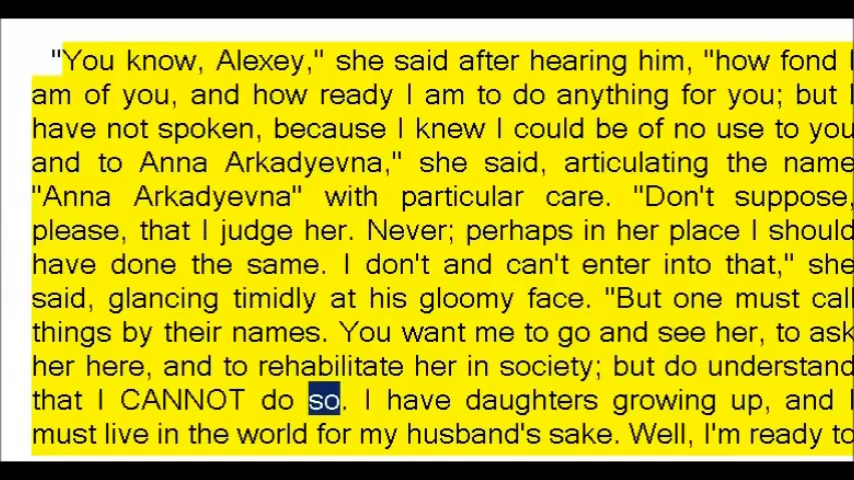 "You know, Alexey," she said after hearing him, "how fond I
am of you, and how ready I am to do anything for you; but I
have not spoken, because I knew I could be of no use to you
and to Anna Arkadyevna," she said, articulating the name
"Anna Arkadyevna" with particular care. "Don't suppose,
please, that I judge her. Never; perhaps in her place I should
have done the same. I don't and can't enter into that," she
said, glancing timidly at his gloomy face. "But one must call
things by their names. You want me to go and see her, to ask
her here, and to rehabilitate her in society; but do understand
that I CANNOT do so. I have daughters growing up, and I
must live in the world for my husband's sake. Well, I'm ready to